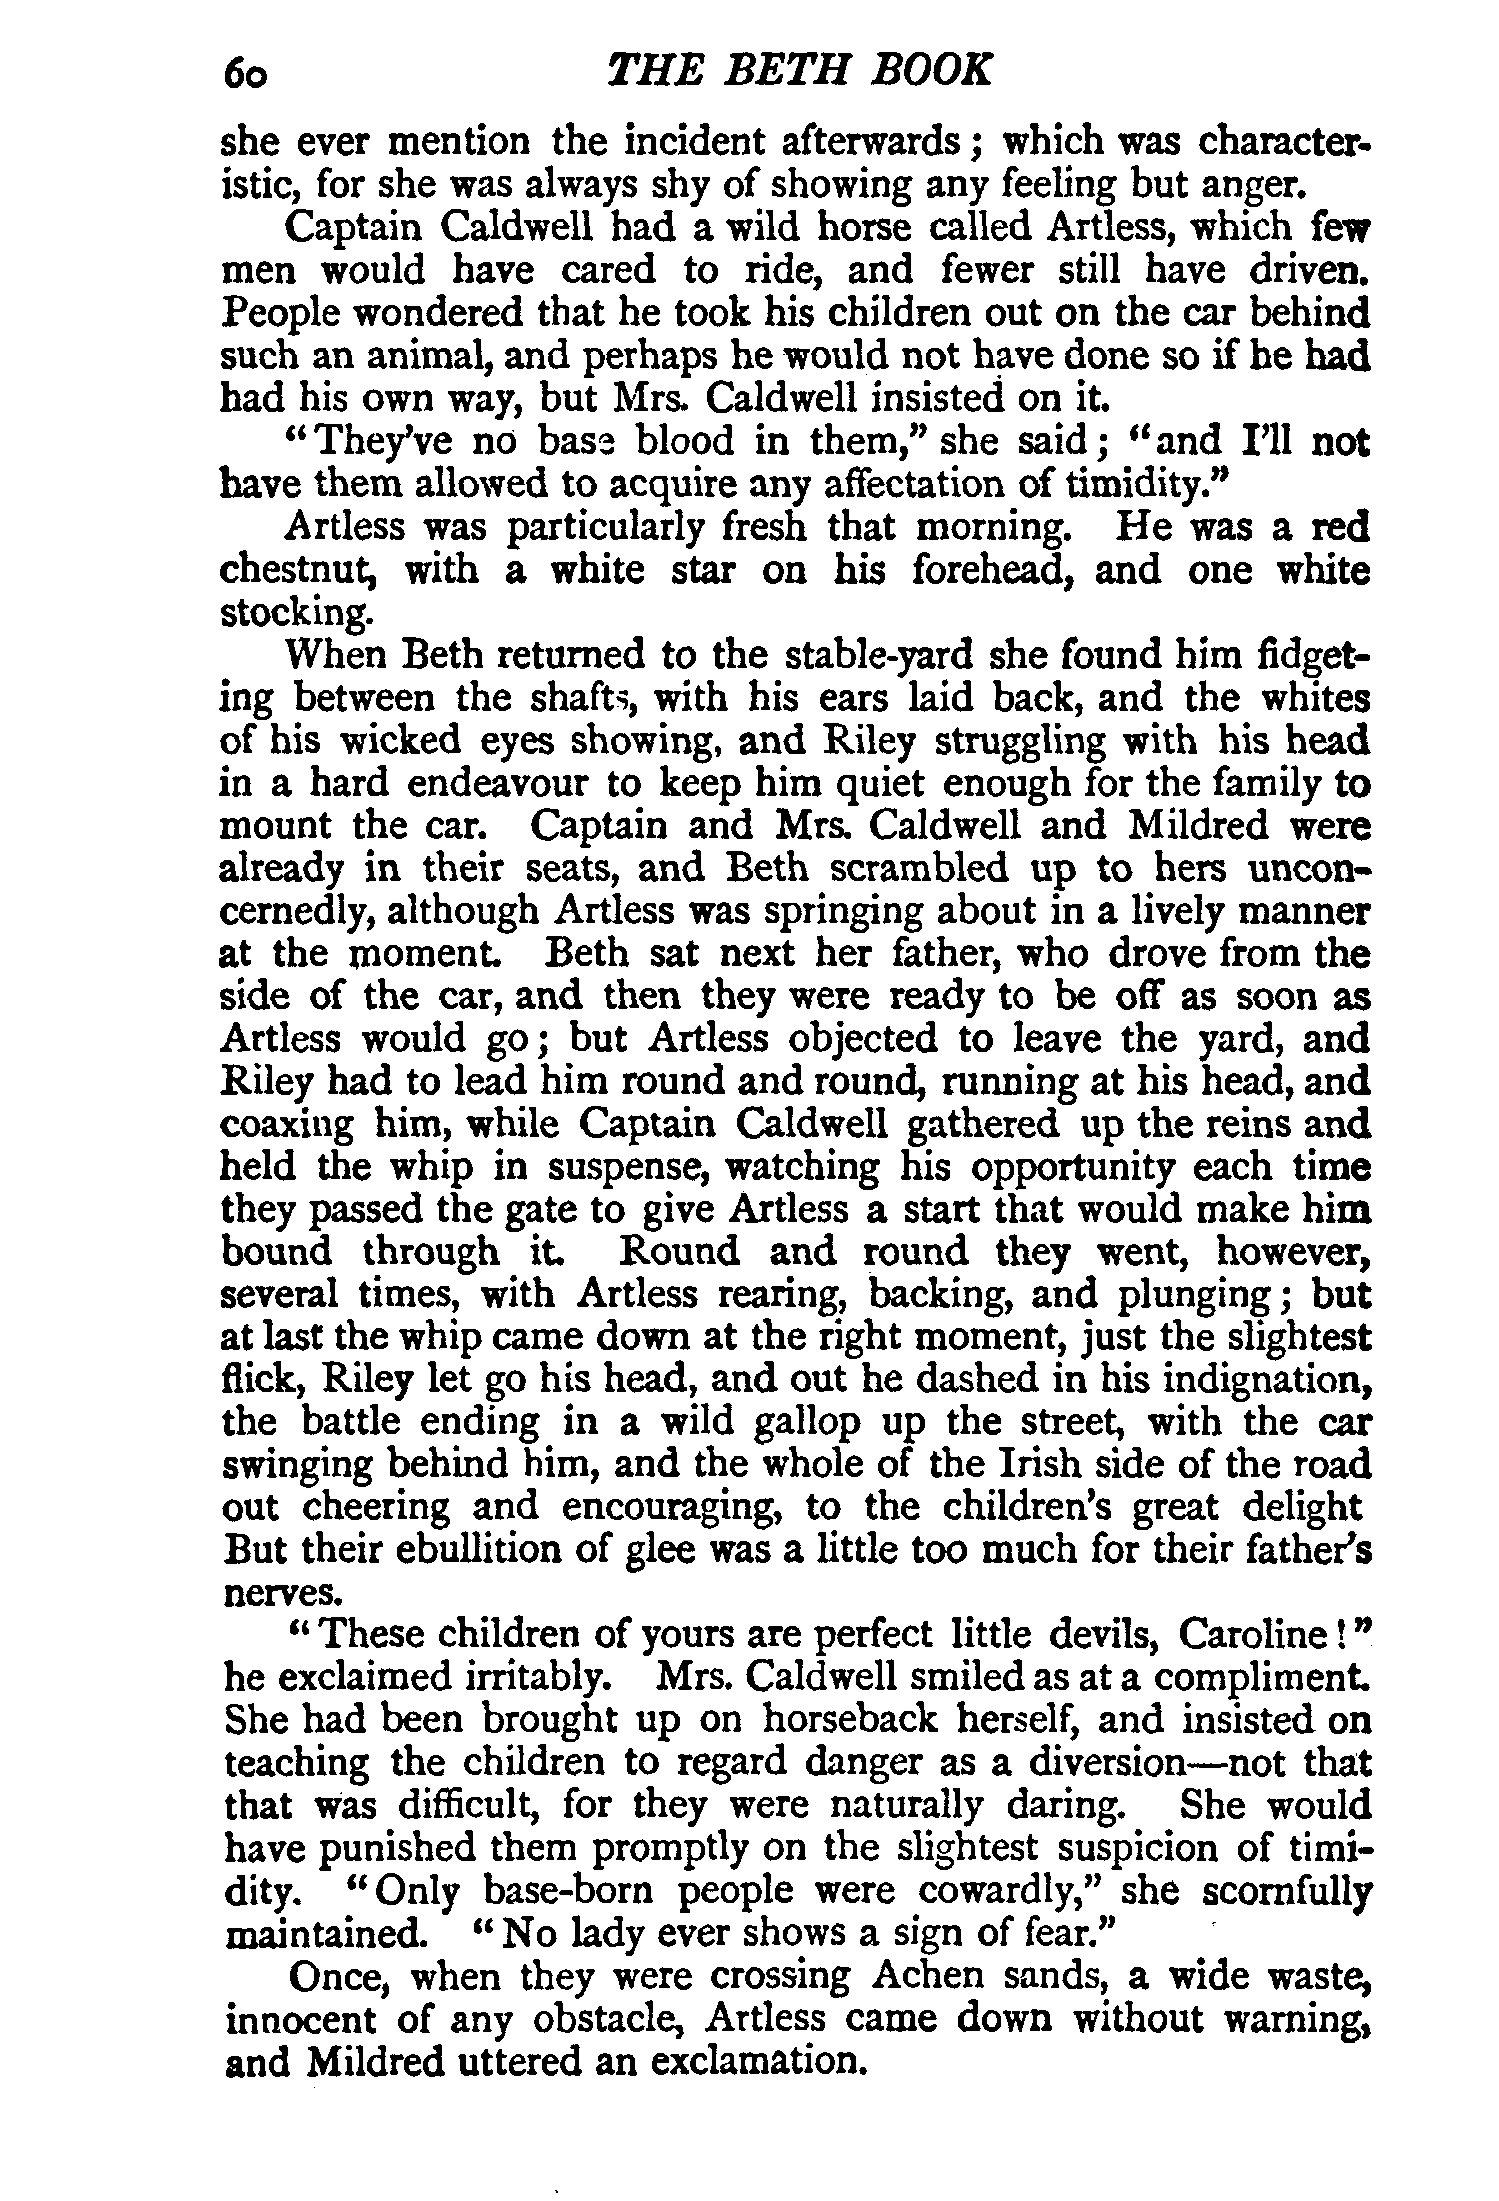 60 THE BETH BOOK
she ever mention the incident afterwards; which was character-
istic, for she was always shy of showing any feeling but anger.
Captain Caldwell had a wild horse called Artless, which few
men would have cared to ride, and fewer still have driven.
People wondered that he took his children out on the car behind
such an animal, and perhaps he would not have done so if he had
had his own way, but Mrs. Caldwell insisted on it.
"They've no base blood in them," she said; "and I'll not
have them allowed to acquire any affectation of timidity."
Artless was particularly fresh that morning. He was a red
chestnut, with a white star on his forehead, and one white
stocking.
When Beth returned to the stable-yard she found him fidget-
ing between the shafts, with his ears laid back, and the whites
of his wicked eyes showing, and Riley struggling with his head
in a hard endeavour to keep him quiet enough for the family to
mount the car. Captain and Mrs. Caldwell and Mildred were
already in their seats, and Beth scrambled up to hers uncon-
cernedly, although Artless was springing about in a lively manner
at the moment. Beth sat next her father, who drove from the
side of the car, and then they were ready to be off as soon as
Artless would go; but Artless objected to leave the yard, and
Riley had to lead him round and round, running at his head, and
coaxing him, while Captain Caldwell gathered up the reins and
held the whip in suspense, watching his opportunity each time
they passed the gate to give Artless a start that would make him
bound through it. Round and round they went, however,
several times, with Artless rearing, backing, and plunging; but
at last the whip came down at the right moment, just the slightest
flick, Riley let go his head, and out he dashed in his indignation,
the battle ending in a wild gallop up the street, with the car
swinging behind him, and the whole of the Irish side of the road
out cheering and encouraging, to the children's great delight
But their ebullition of glee was a little too much for their father's
nerves.
"These children of yours are perfect little devils, Caroline!"
he exclaimed irritably. Mrs. Caldwell smiled as at a compliment.
She had been brought up on horseback herself, and insisted on
teaching the children to regard danger as a diversion—not that
that was difficult, for they were naturally daring. She would
have punished them promptly on the slightest suspicion of timi-
dity. "Only base-born people were cowardly," she scornfully
maintained. "No lady ever shows a sign of fear."
Once, when they were crossing Achen sands, a wide waste,
innocent of any obstacle, Artless came down without warning,
and Mildred uttered an exclamation.